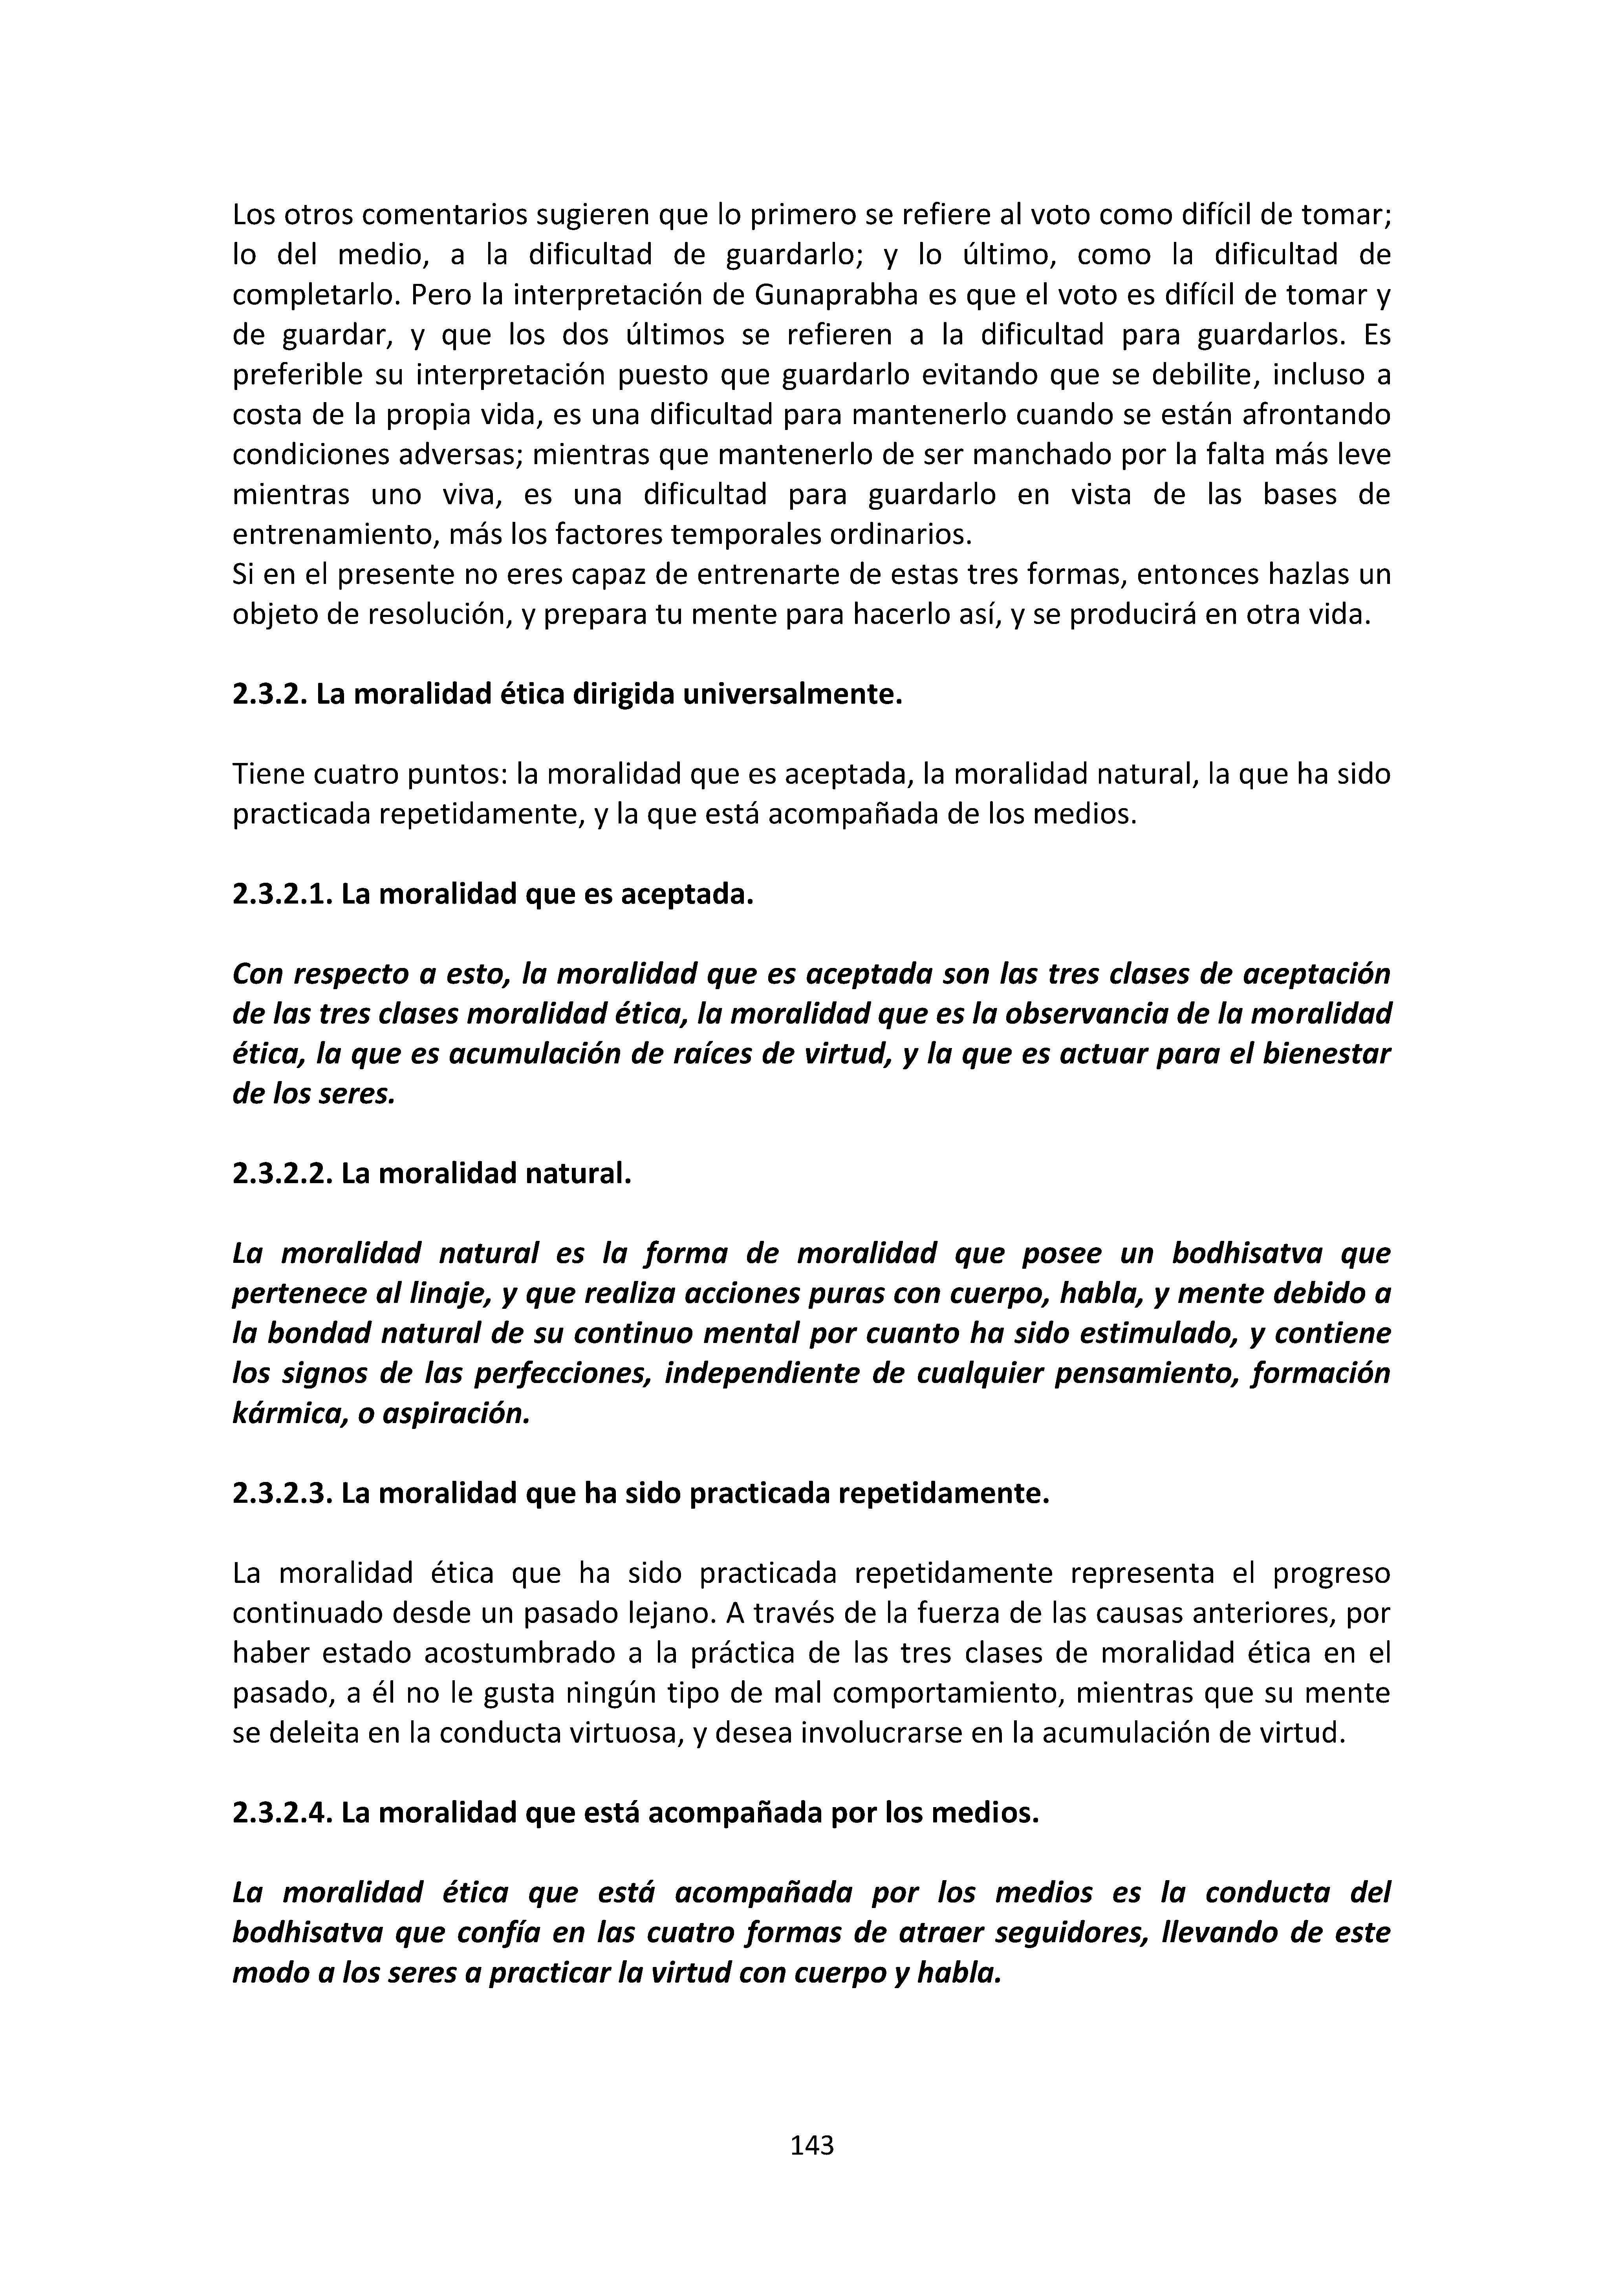 Los otros comentarios sugieren que lo primero se refiere al voto como difícil de tomar;
lo del medio, a la dificultad de guardarlo; y lo último, como la dificultad de
completarlo. Pero la interpretación de Gunaprabha es que el voto es difícil de tomar y
de guardar, y que los dos últimos se refieren a la dificultad para guardarlos. Es
preferible su interpretación puesto que guardarlo evitando que se debilite, incluso a
costa de la propia vida, es una dificultad para mantenerlo cuando se están afrontando
condiciones adversas; mientras que mantenerlo de ser manchado por la falta más leve
mientras uno viva, es una dificultad para guardarlo en vista de las bases de
entrenamiento, más los factores temporales ordinarios.
Si en el presente no eres capaz de entrenarte de estas tres formas, entonces hazlas un
objeto de resolución, y prepara tu mente para hacerlo así, y se producirá en otra vida.
2.3.2. La moralidad ética dirigida universalmente.
Tiene cuatro puntos: la moralidad que es aceptada, la moralidad natural, la que ha sido
practicada repetidamente, y la que está acompañada de los medios.
2.3.2.1. La moralidad que es aceptada.
Con respecto a esto, la moralidad que es aceptada son las tres clases de aceptación
de las tres clases moralidad ética, la moralidad que es la observancia de la moralidad
ética, la que es acumulación de raíces de virtud, y la que es actuar para el bienestar
de los seres.
2.3.2.2. La moralidad natural.
La moralidad natural es la forma de moralidad que posee un bodhisatva que
pertenece al linaje, y que realiza acciones puras con cuerpo, habla, y mente debido a
la bondad natural de su continuo mental por cuanto ha sido estimulado, y contiene
los signos de las perfecciones, independiente de cualquier pensamiento, formación
kármica, o aspiración.
2.3.2.3. La moralidad que ha sido practicada repetidamente.
La moralidad ética que ha sido practicada repetidamente representa el progreso
continuado desde un pasado lejano. A través de la fuerza de las causas anteriores, por
haber estado acostumbrado a la práctica de las tres clases de moralidad ética en el
pasado, a él no le gusta ningún tipo de mal comportamiento, mientras que su mente
se deleita en la conducta virtuosa, y desea involucrarse en la acumulación de virtud.
2.3.2.4. La moralidad que está acompañada por los medios.
La moralidad ética que está acompañada por los medios es la conducta del
bodhisatva que confía en las cuatro formas de atraer seguidores, llevando de este
modo a los seres a practicar la virtud con cuerpo y habla.
143